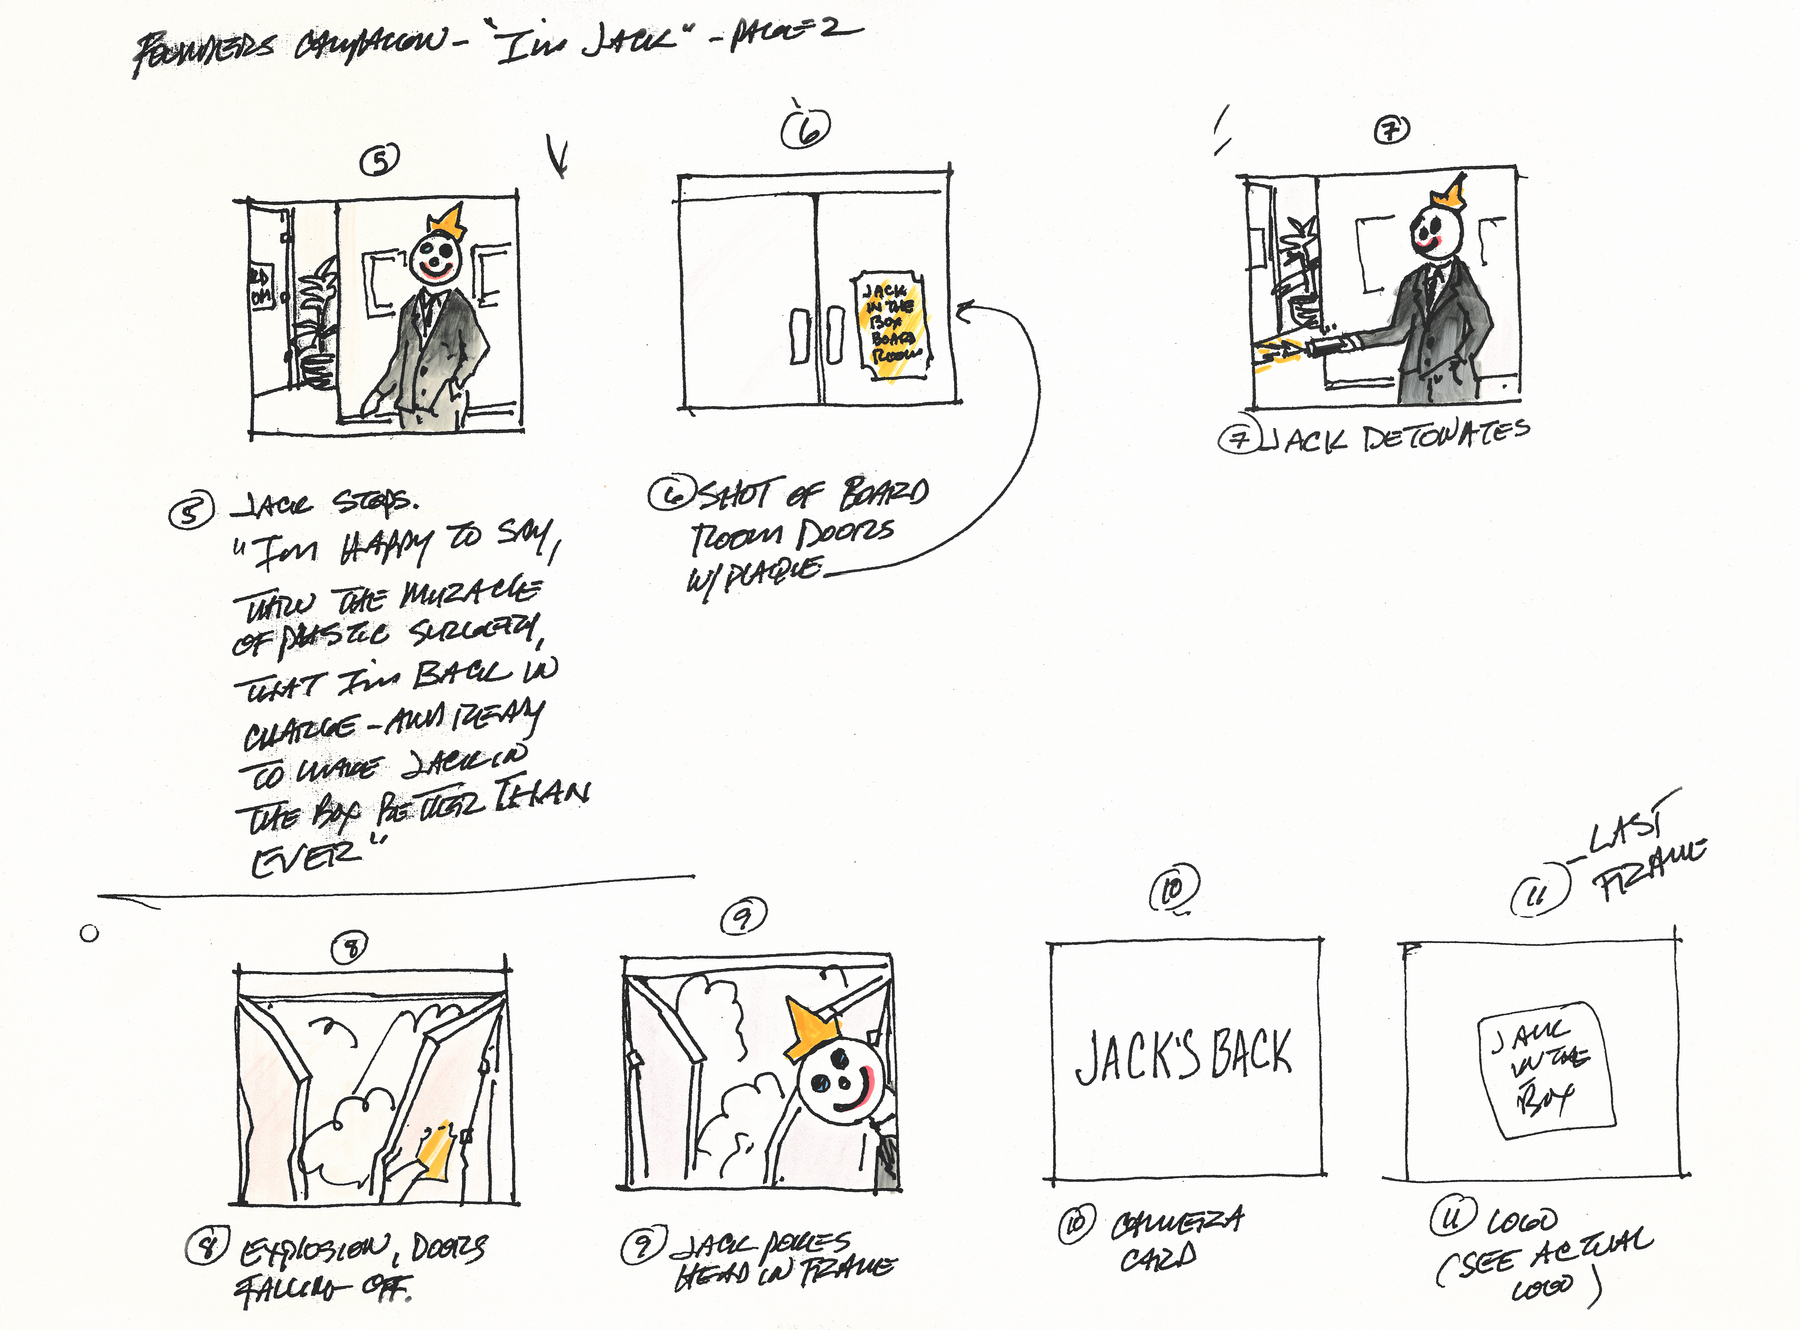 FOUNDERS CAMPAIGN - "I'm JACK" - PAGE 2
5
JACK STOPS.
"I'm HAPPY TO SAY,
THRU THE MIRACLE
OF PLASTIC SURGERY,
THAT I'm BACK IN
CHARGE - AND READY
TO MAKE JACK IN
THE BOX BETTER THAN
EVER"
5
RD
OM
6
JACK
IN THE
BOX
BOARD
ROOM
6 SHOT OF BOARD
ROOM DOORS
W/PLAQUE
7
7 JACK DETONATES
8
8 EXPLOSION, DOORS
FALLING OFF.
9
9 JACK POKES
HEAD IN FRAME
10
JACK'S BACK
10 CAMERA
CARD
11 - LAST
FRAME
JACK
IN THE
BOX
11 LOGO
(SEE ACTUAL
LOGO)